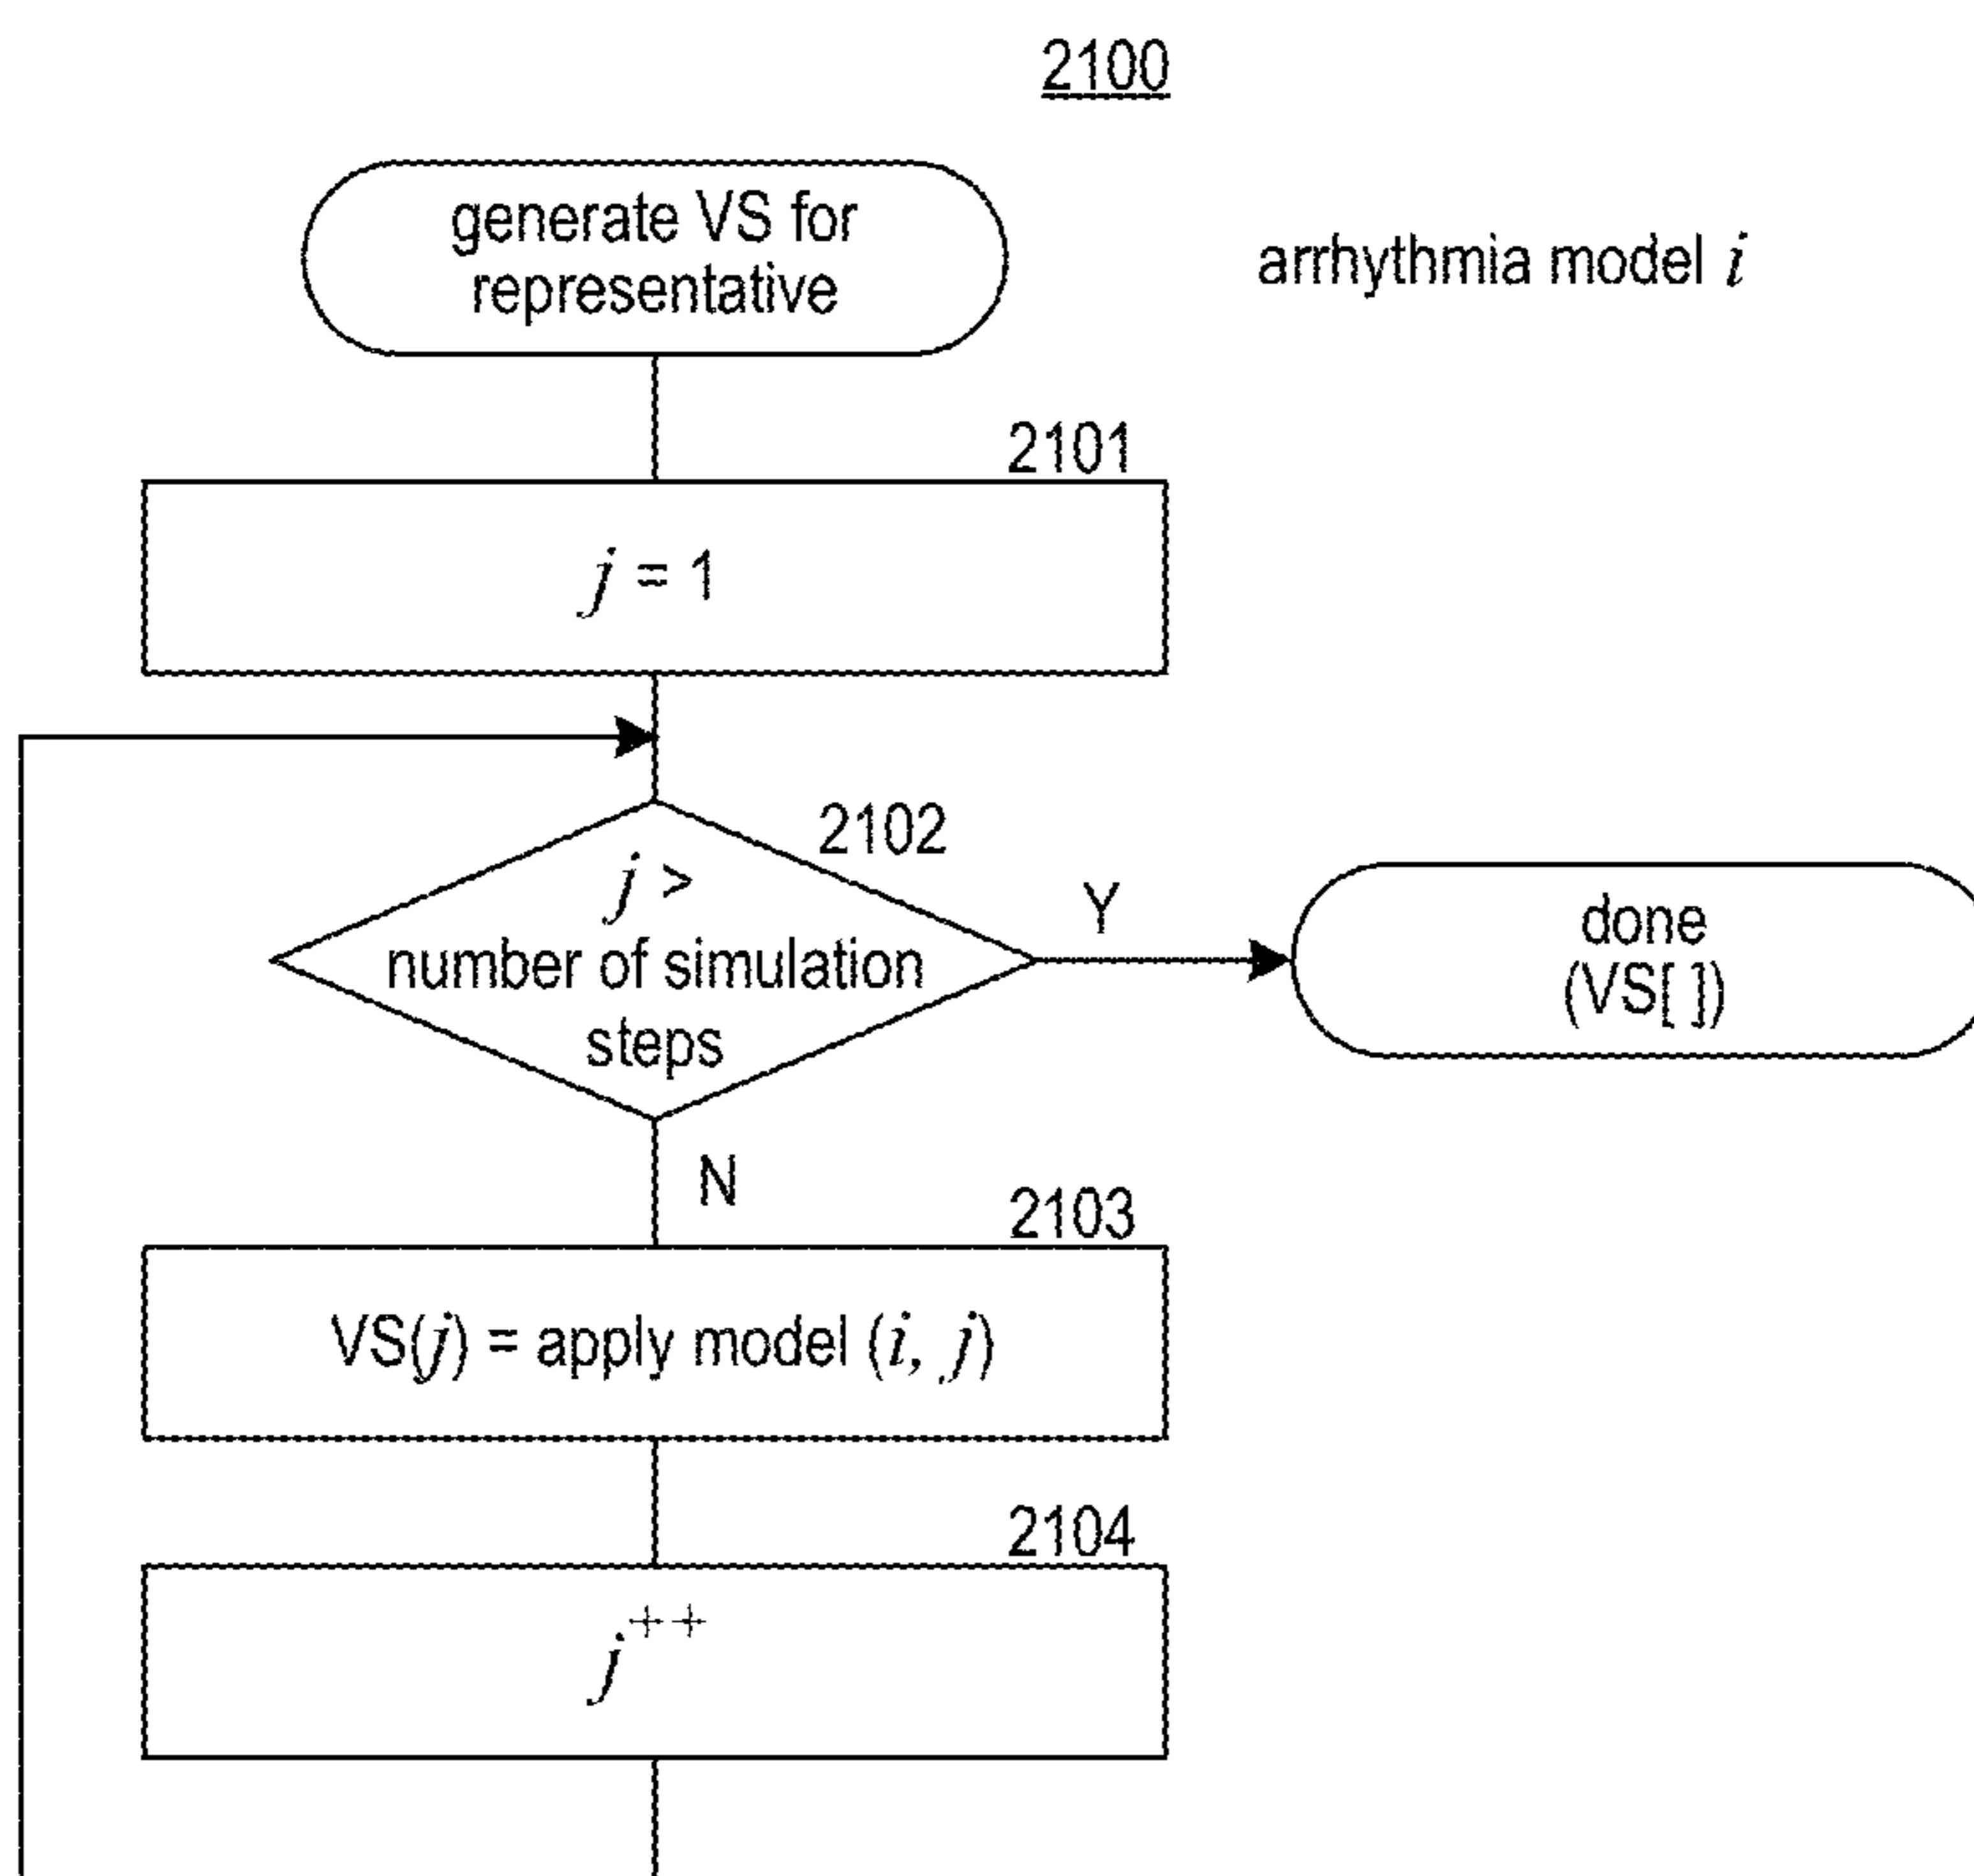 2100
generate VS for
representative
arrhythmia model i
2101
j = 1
2102
j >
number of simulation
steps
Y
done
(VS[ ])
N
2103
VS(j) = apply model (i, j)
2104
j++